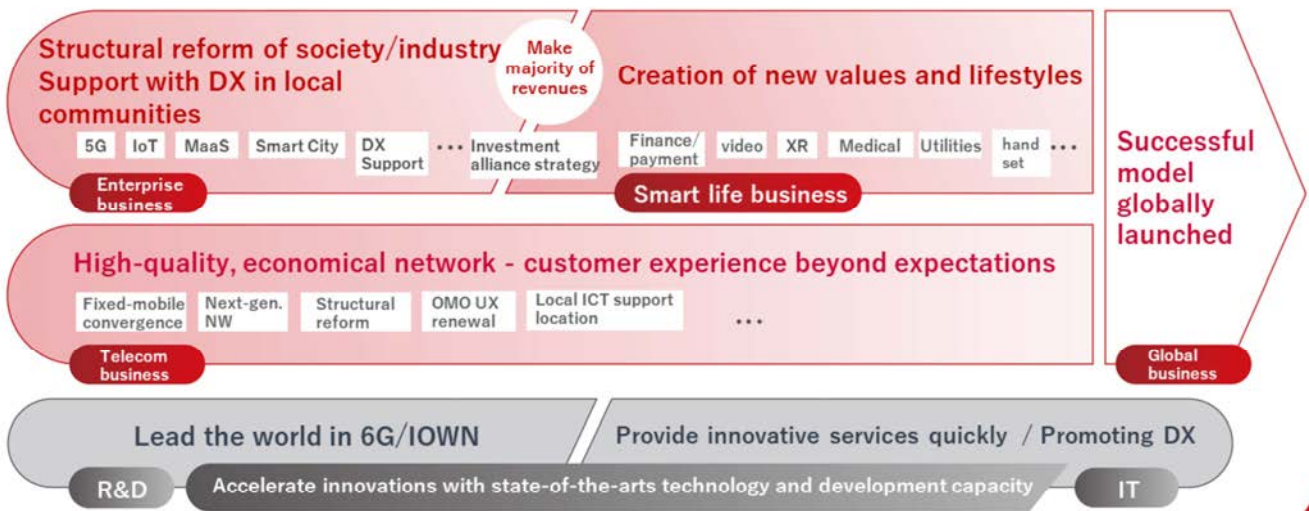 Structural reform of society/industry
Support with DX in local
communities
5G
IoT
MaaS
Smart City
DX
Support
...
Investment
alliance strategy
Enterprise
business
Make
majority of
revenues
Creation of new values and lifestyles
Finance/
payment
video
XR
Medical
Utilities
hand
set
...
Smart life business
High-quality, economical network - customer experience beyond expectations
Fixed-mobile
convergence
Next-gen.
NW
Structural
reform
OMO UX
renewal
Local ICT support
location
...
Telecom
business
Successful
model
globally
launched
Global
business
Lead the world in 6G/IOWN
Provide innovative services quickly / Promoting DX
R&D
Accelerate innovations with state-of-the-arts technology and development capacity
IT